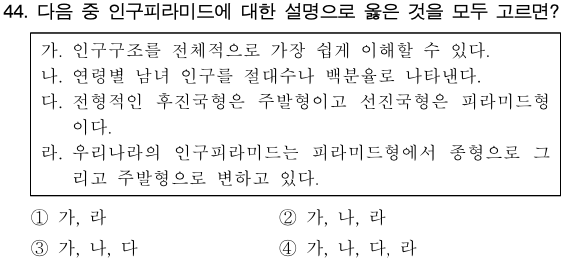 44. 다음 중 인구피라미드에 대한 설명으로 옳은 것을 모두 고르면?
가. 인구구조를 전체적으로 가장 쉽게 이해할 수 있다.
나. 연령별 남녀 인구를 절대수나 백분율로 나타낸다.
다. 전형적인 후진국형은 주발형이고 선진국형은 피라미드형
이다.
라. 우리나라의 인구피라미드는 피라미드형에서 종형으로 그
리고 주발형으로 변하고 있다.
① 가, 라 ② 가, 나, 라
③ 가, 나, 다 ④ 가, 나, 다, 라